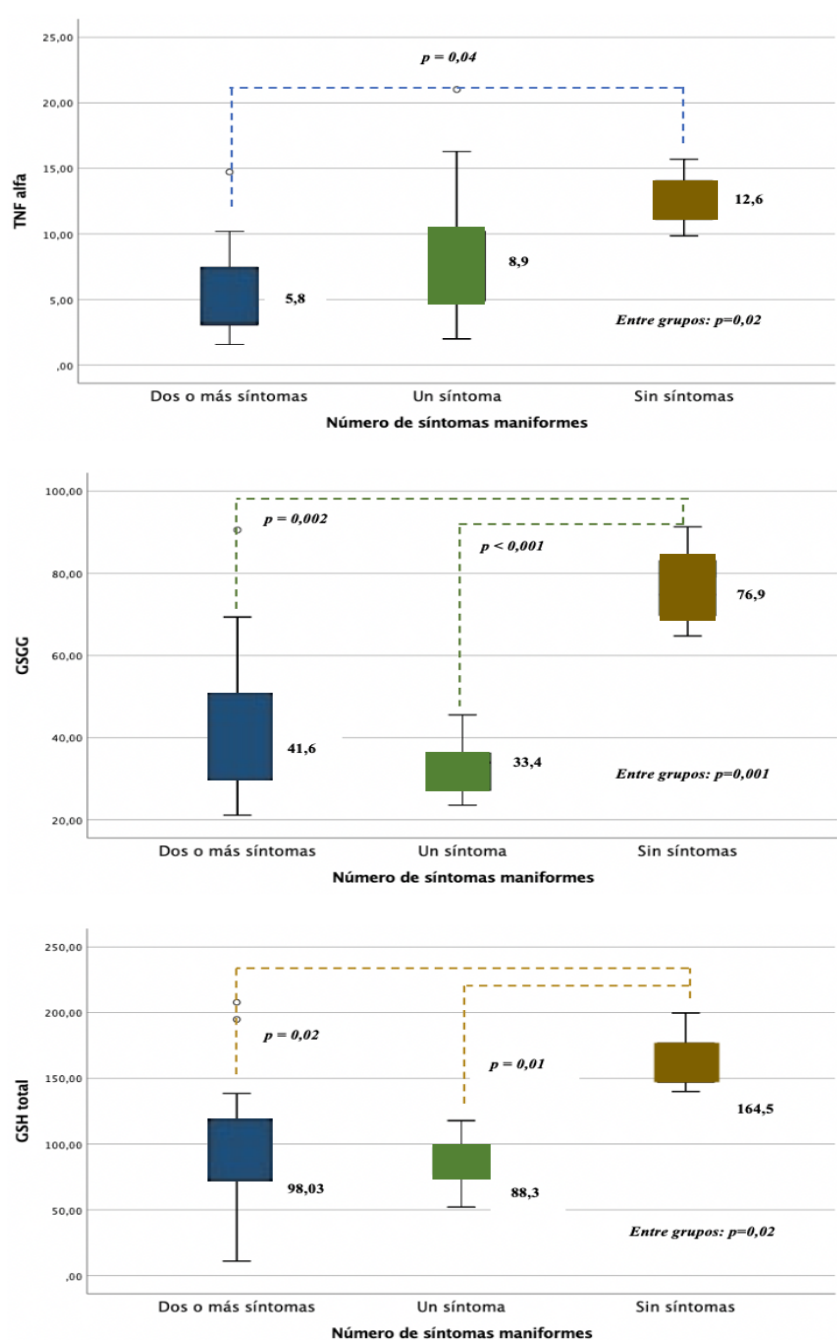 25,00
p = 0,04
20,00
15,00
TNF alfa
12,6
10,00
8,9
5,8
5,00
Entre grupos: p=0,02
,00
Dos o más síntomas
Un síntoma
Sin síntomas
Número de síntomas maniformes
100,00
p = 0,002
p < 0,001
80,00
76,9
GSGG
60,00
40,00
41,6
33,4
Entre grupos: p=0,001
20,00
Dos o más síntomas
Un síntoma
Sin síntomas
Número de síntomas maniformes
250,00
200,00
p = 0,02
p = 0,01
150,00
GSH total
164,5
100,00
98,03
88,3
50,00
Entre grupos: p=0,02
,00
Dos o más síntomas
Un síntoma
Sin síntomas
Número de síntomas maniformes